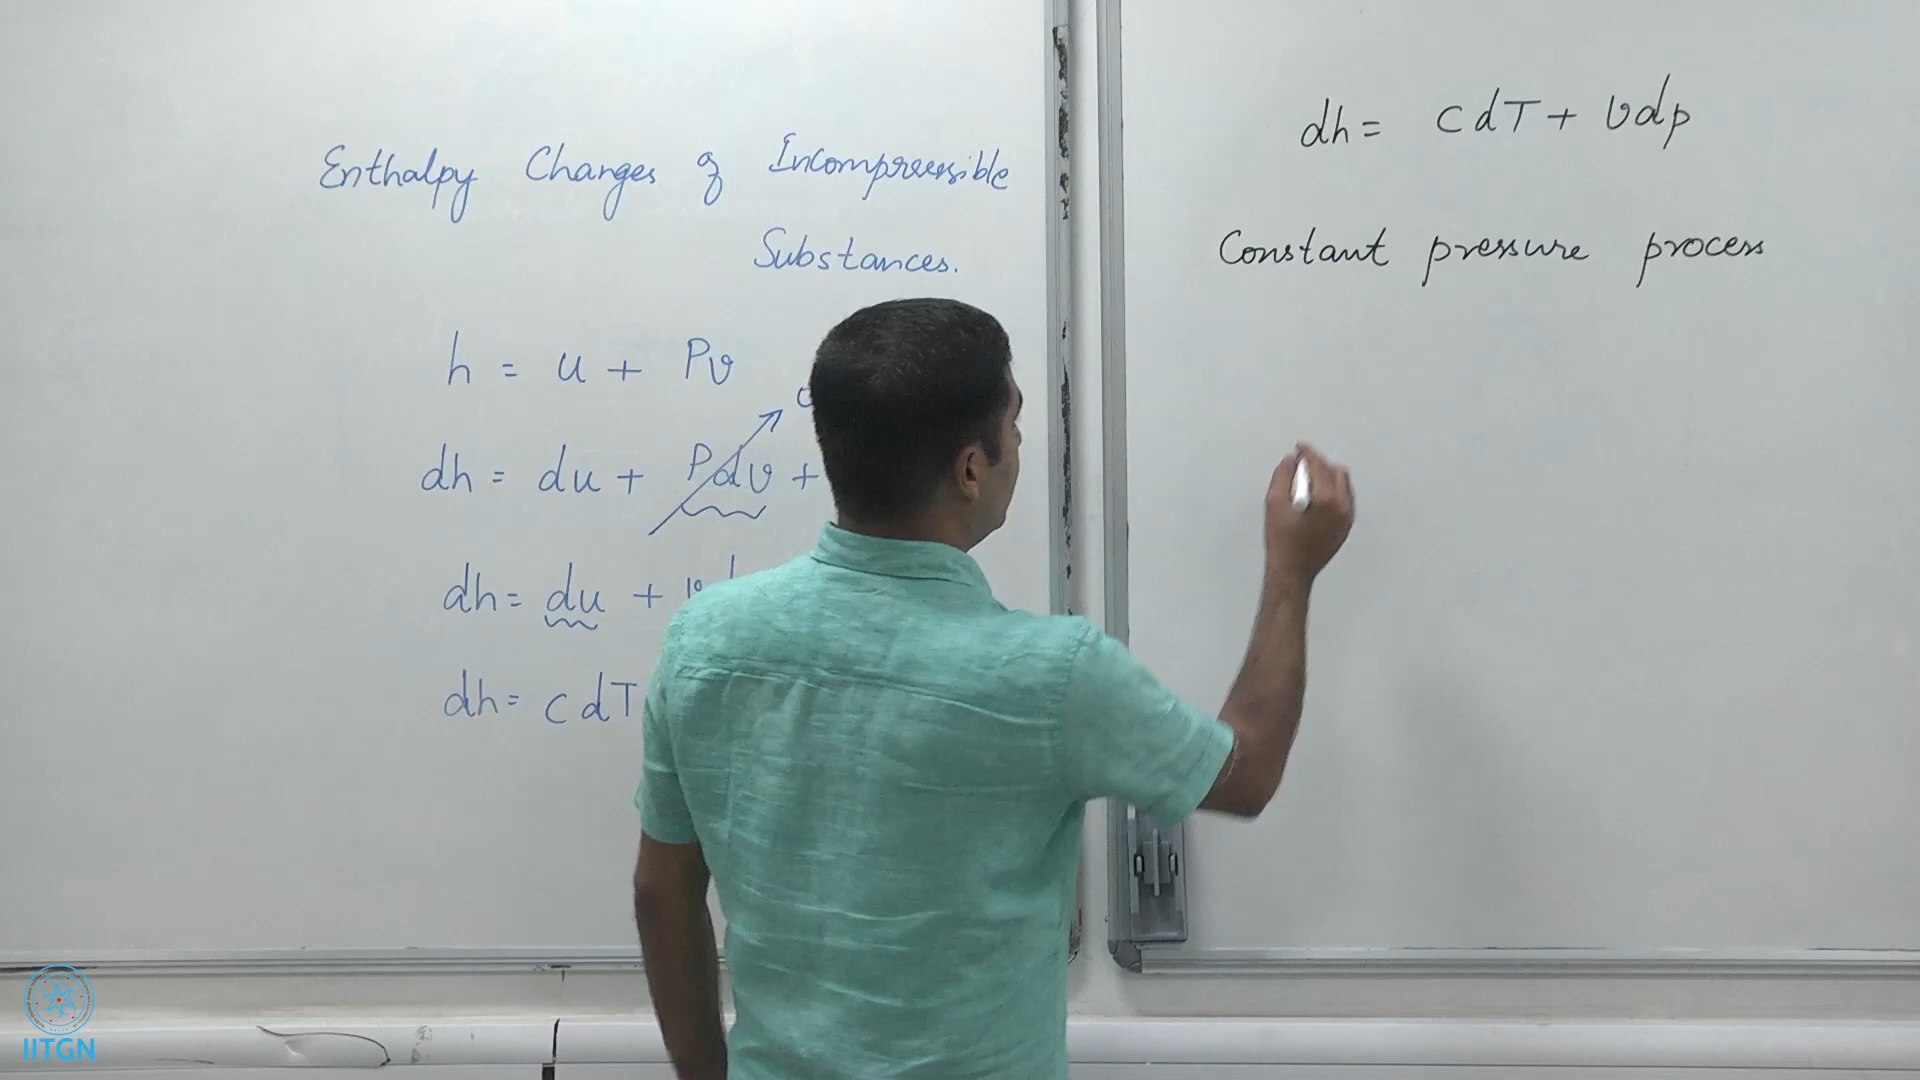 Enthalpy Changes of Incompressible
Substances.
h = u + Pv
dh = du + Pdv +
dh = du +
dh = c dT
dh = c dT + vdp
Constant pressure process
IITGN